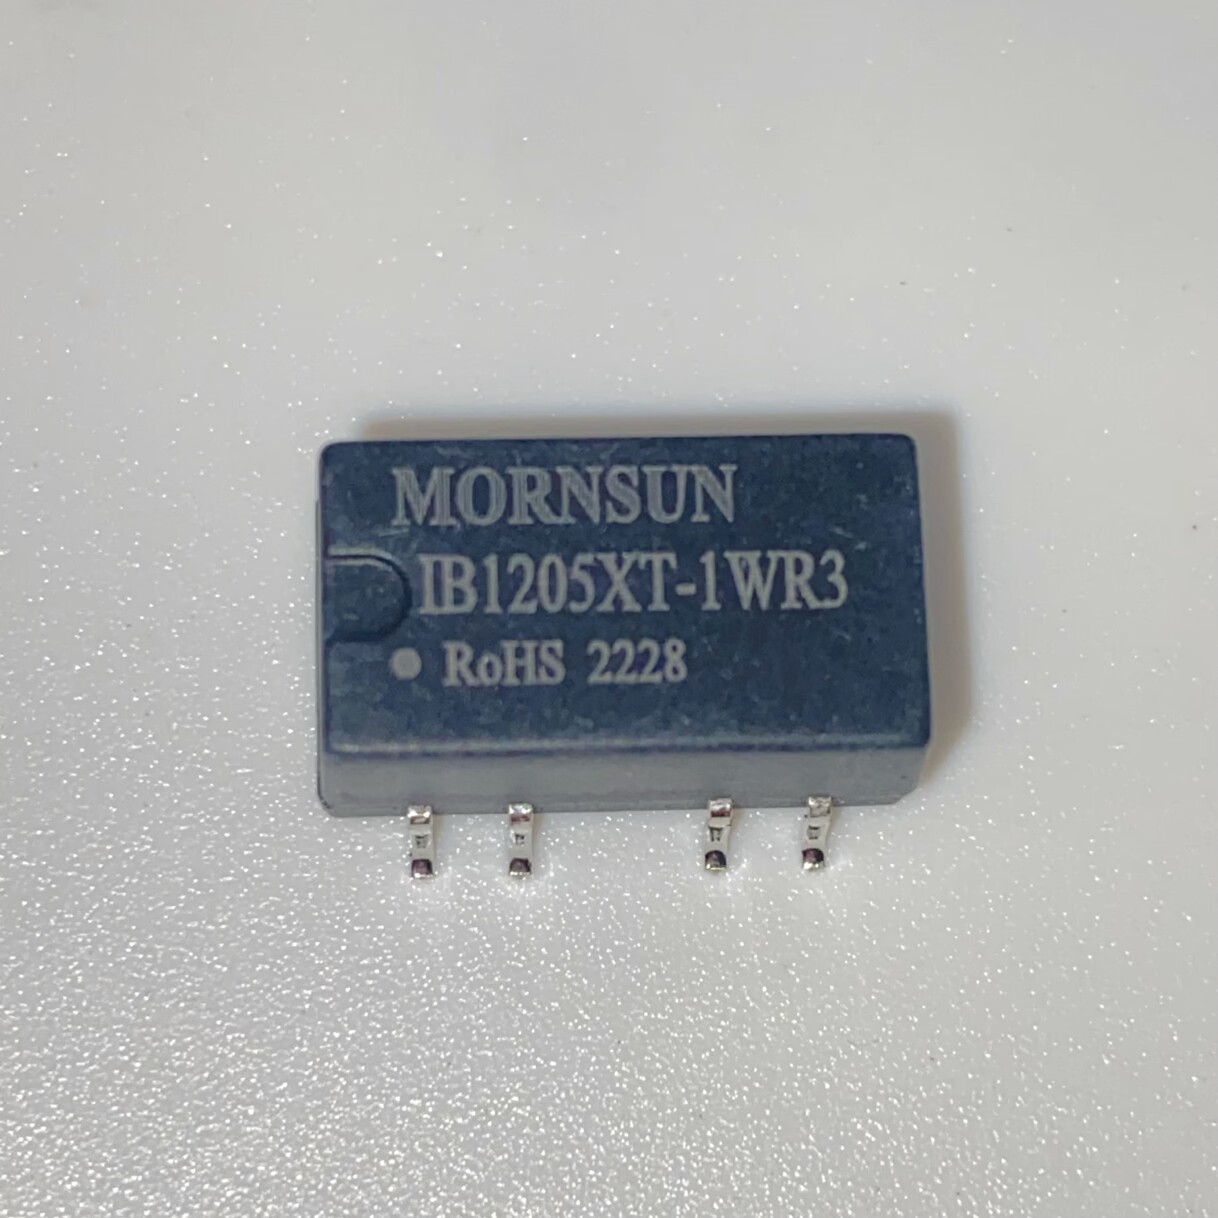 MORNSUN
IB1205XT-1WR3
RoHS 2228